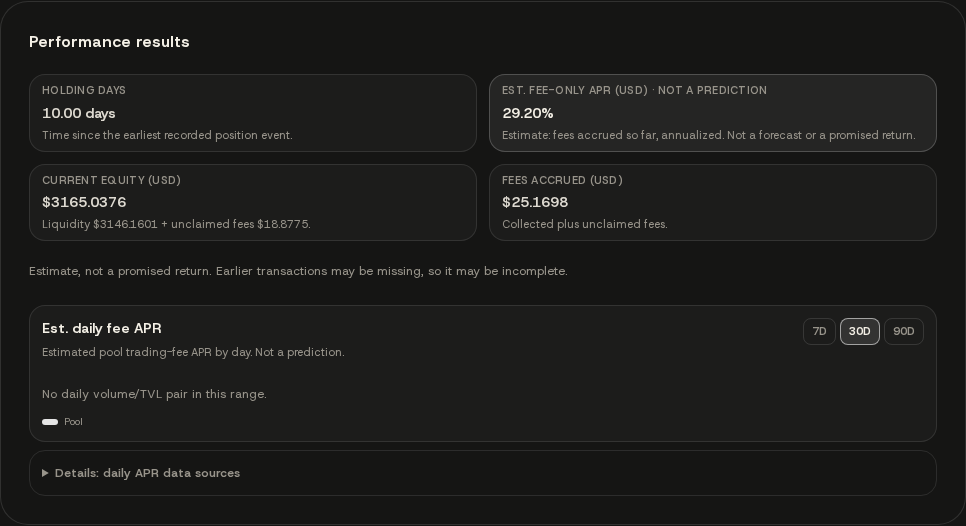 Performance results
HOLDING DAYS
10.00 days
Time since the earliest recorded position event.
EST. FEE-ONLY APR (USD) · NOT A PREDICTION
29.20%
Estimate: fees accrued so far, annualized. Not a forecast or a promised return.
CURRENT EQUITY (USD)
$3165.0376
Liquidity $3146.1601 + unclaimed fees $18.8775.
FEES ACCRUED (USD)
$25.1698
Collected plus unclaimed fees.
Estimate, not a promised return. Earlier transactions may be missing, so it may be incomplete.
Est. daily fee APR
7D
30D
90D
Estimated pool trading-fee APR by day. Not a prediction.
No daily volume/TVL pair in this range.
Pool
Details: daily APR data sources